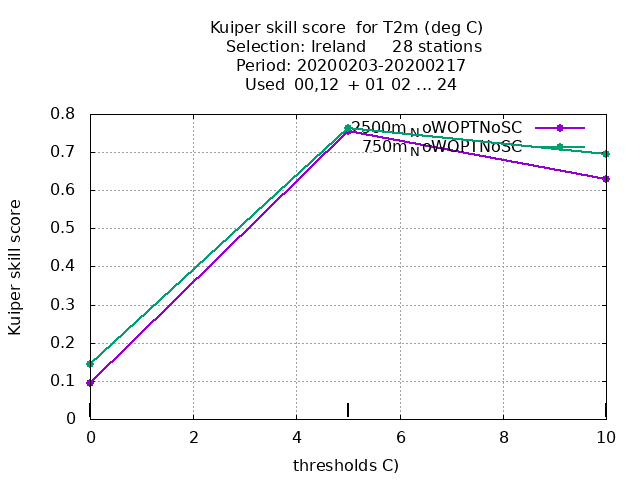 Kuiper skill score  for T2m (deg C)
Selection: Ireland     28 stations
Period: 20200203-20200217
Used  00,12  + 01 02 ... 24
2500m_NoWOPTNoSC
750m_NoWOPTNoSC
Kuiper skill score
0.8
0.7
0.6
0.5
0.4
0.3
0.2
0.1
0
0 2 4 6 8 10
thresholds C)